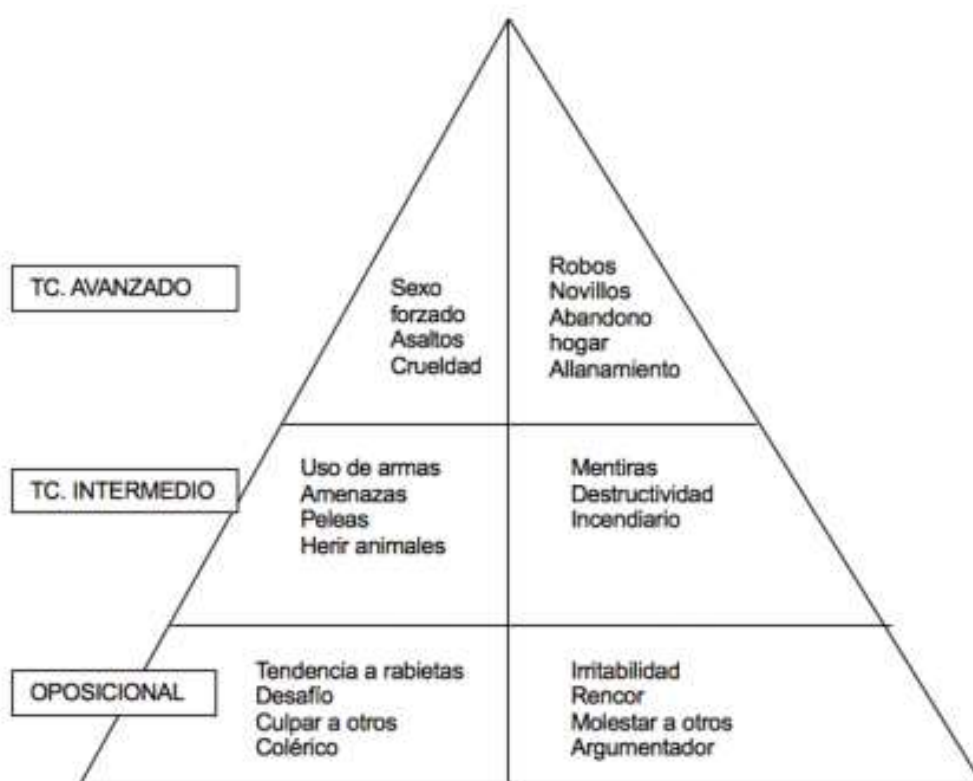 TC. AVANZADO
Sexo
forzado
Asaltos
Crueldad
Robos
Novillos
Abandono
hogar
Allanamiento
TC. INTERMEDIO
Uso de armas
Amenazas
Peleas
Herir animales
Mentiras
Destructividad
Incendiario
OPOSICIONAL
Tendencia a rabietas
Desafío
Culpar a otros
Colérico
Irritabilidad
Rencor
Molestar a otros
Argumentador